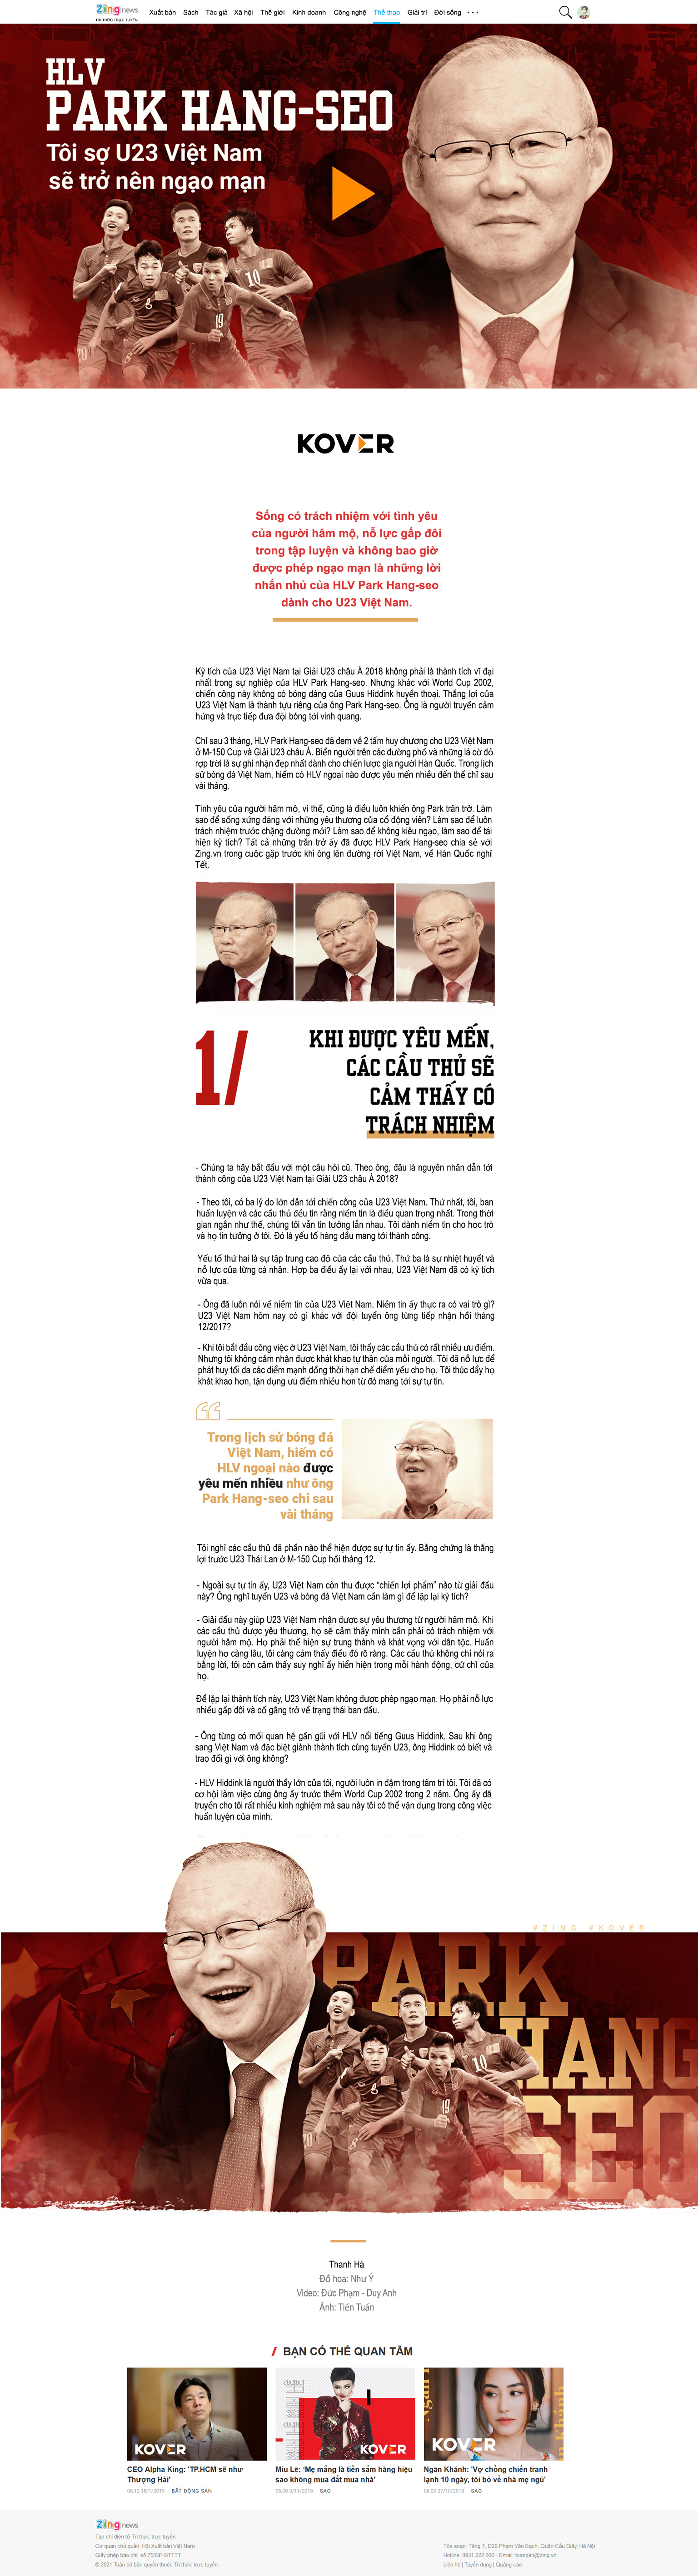 Zing news
TRI THỨC TRỰC TUYẾN
Xuất bản Sách Tác giả Xã hội Thế giới Kinh doanh Công nghệ Thể thao Giải trí Đời sống
HLV
PARK HANG-SEO
Tôi sợ U23 Việt Nam
sẽ trở nên ngạo mạn
KOVER
Sống có trách nhiệm với tình yêu
của người hâm mộ, nỗ lực gấp đôi
trong tập luyện và không bao giờ
được phép ngạo mạn là những lời
nhắn nhủ của HLV Park Hang-seo
dành cho U23 Việt Nam.
Kỳ tích của U23 Việt Nam tại Giải U23 châu Á 2018 không phải là thành tích vĩ đại
nhất trong sự nghiệp của HLV Park Hang-seo. Nhưng khác với World Cup 2002,
chiến công này không có bóng dáng của Guus Hiddink huyền thoại. Thắng lợi của
U23 Việt Nam là thành tựu riêng của ông Park Hang-seo. Ông là người truyền cảm
hứng và trực tiếp đưa đội bóng tới vinh quang.
Chỉ sau 3 tháng, HLV Park Hang-seo đã đem về 2 tấm huy chương cho U23 Việt Nam
ở M-150 Cup và Giải U23 châu Á. Biển người trên các đường phố và những lá cờ đỏ
rợp trời là sự ghi nhận đẹp nhất dành cho chiến lược gia người Hàn Quốc. Trong lịch
sử bóng đá Việt Nam, hiếm có HLV ngoại nào được yêu mến nhiều đến thế chỉ sau
vài tháng.
Tình yêu của người hâm mộ, vì thế, cũng là điều luôn khiến ông Park trăn trở. Làm
sao để sống xứng đáng với những yêu thương của cổ động viên? Làm sao để luôn
trách nhiệm trước chặng đường mới? Làm sao để không kiêu ngạo, làm sao để tái
hiện kỳ tích? Tất cả những trăn trở ấy đã được HLV Park Hang-seo chia sẻ với
Zing.vn trong cuộc gặp trước khi ông lên đường rời Việt Nam, về Hàn Quốc nghỉ
Tết.
1/
KHI ĐƯỢC YÊU MẾN,
CÁC CẦU THỦ SẼ
CẢM THẤY CÓ
TRÁCH NHIỆM
- Chúng ta hãy bắt đầu với một câu hỏi cũ. Theo ông, đâu là nguyên nhân dẫn tới
thành công của U23 Việt Nam tại Giải U23 châu Á 2018?
- Theo tôi, có ba lý do lớn dẫn tới chiến công của U23 Việt Nam. Thứ nhất, tôi, ban
huấn luyện và các cầu thủ đều tin rằng niềm tin là điều quan trọng nhất. Trong thời
gian ngắn như thế, chúng tôi vẫn tin tưởng lẫn nhau. Tôi dành niềm tin cho học trò
và họ tin tưởng ở tôi. Đó là yếu tố hàng đầu mang tới thành công.
Yếu tố thứ hai là sự tập trung cao độ của các cầu thủ. Thứ ba là sự nhiệt huyết và
nỗ lực của từng cá nhân. Hợp ba điều ấy lại với nhau, U23 Việt Nam đã có kỳ tích
vừa qua.
- Ông đã luôn nói về niềm tin của U23 Việt Nam. Niềm tin ấy thực ra có vai trò gì?
U23 Việt Nam hôm nay có gì khác với đội tuyển ông từng tiếp nhận hồi tháng
12/2017?
- Khi tôi bắt đầu công việc ở U23 Việt Nam, tôi thấy các cầu thủ có rất nhiều ưu điểm.
Nhưng tôi không cảm nhận được khát khao tự thân của mỗi người. Tôi đã nỗ lực để
phát huy tối đa các điểm mạnh đồng thời hạn chế điểm yếu cho họ. Tôi thúc đẩy họ
khát khao hơn, tận dụng ưu điểm nhiều hơn từ đó mang tới sự tự tin.
Trong lịch sử bóng đá
Việt Nam, hiếm có
HLV ngoại nào được
yêu mến nhiều như ông
Park Hang-seo chỉ sau
vài tháng
Tôi nghĩ các cầu thủ đã phần nào thể hiện được sự tự tin ấy. Bằng chứng là thắng
lợi trước U23 Thái Lan ở M-150 Cup hồi tháng 12.
- Ngoài sự tự tin ấy, U23 Việt Nam còn thu được “chiến lợi phẩm” nào từ giải đấu
này? Ông nghĩ tuyển U23 và bóng đá Việt Nam cần làm gì để lặp lại kỳ tích?
- Giải đấu này giúp U23 Việt Nam nhận được sự yêu thương từ người hâm mộ. Khi
các cầu thủ được yêu thương, họ sẽ cảm thấy mình cần phải có trách nhiệm với
người hâm mộ. Họ phải thể hiện sự trung thành và khát vọng với dân tộc. Huấn
luyện họ càng lâu, tôi càng cảm thấy điều đó rõ ràng. Các cầu thủ không chỉ nói ra
bằng lời, tôi còn cảm thấy suy nghĩ ấy hiển hiện trong mỗi hành động, cử chỉ của
họ.
Để lặp lại thành tích này, U23 Việt Nam không được phép ngạo mạn. Họ phải nỗ lực
nhiều gấp đôi và cố gắng trở về trạng thái ban đầu.
- Ông từng có mối quan hệ gần gũi với HLV nổi tiếng Guus Hiddink. Sau khi ông
sang Việt Nam và đặc biệt giành thành tích cùng tuyển U23, ông Hiddink có biết và
trao đổi gì với ông không?
- HLV Hiddink là người thầy lớn của tôi, người luôn in đậm trong tâm trí tôi. Tôi đã có
cơ hội làm việc cùng ông ấy trước thềm World Cup 2002 trong 2 năm. Ông ấy đã
truyền cho tôi rất nhiều kinh nghiệm mà sau này tôi có thể vận dụng trong công việc
huấn luyện của mình.
#ZING #KOVER
PARK
HANG
SEO
Thanh Hà
Đồ hoạ: Như Ý
Video: Đức Phạm - Duy Anh
Ảnh: Tiến Tuấn
BẠN CÓ THỂ QUAN TÂM
KOVER
KOVER
KOVER
CEO Alpha King: 'TP.HCM sẽ như
Thượng Hải'
06:12 16/1/2019 BẤT ĐỘNG SẢN
Miu Lê: 'Mẹ mắng là tiền sắm hàng hiệu
sao không mua đất mua nhà'
06:00 2/11/2018 SAO
Ngân Khánh: 'Vợ chồng chiến tranh
lạnh 10 ngày, tôi bỏ về nhà mẹ ngủ'
06:00 27/10/2018 SAO
Zing news
Tạp chí điện tử Tri thức trực tuyến
Cơ quan chủ quản: Hội Xuất bản Việt Nam
Giấy phép báo chí: số 75/GP-BTTTT
© 2021 Toàn bộ bản quyền thuộc Tri thức trực tuyến
Tòa soạn: Tầng 7, D29 Phạm Văn Bạch, Quận Cầu Giấy, Hà Nội
Hotline: 0931.222.666 - Email: toasoan@zing.vn
Liên hệ | Tuyển dụng | Quảng cáo